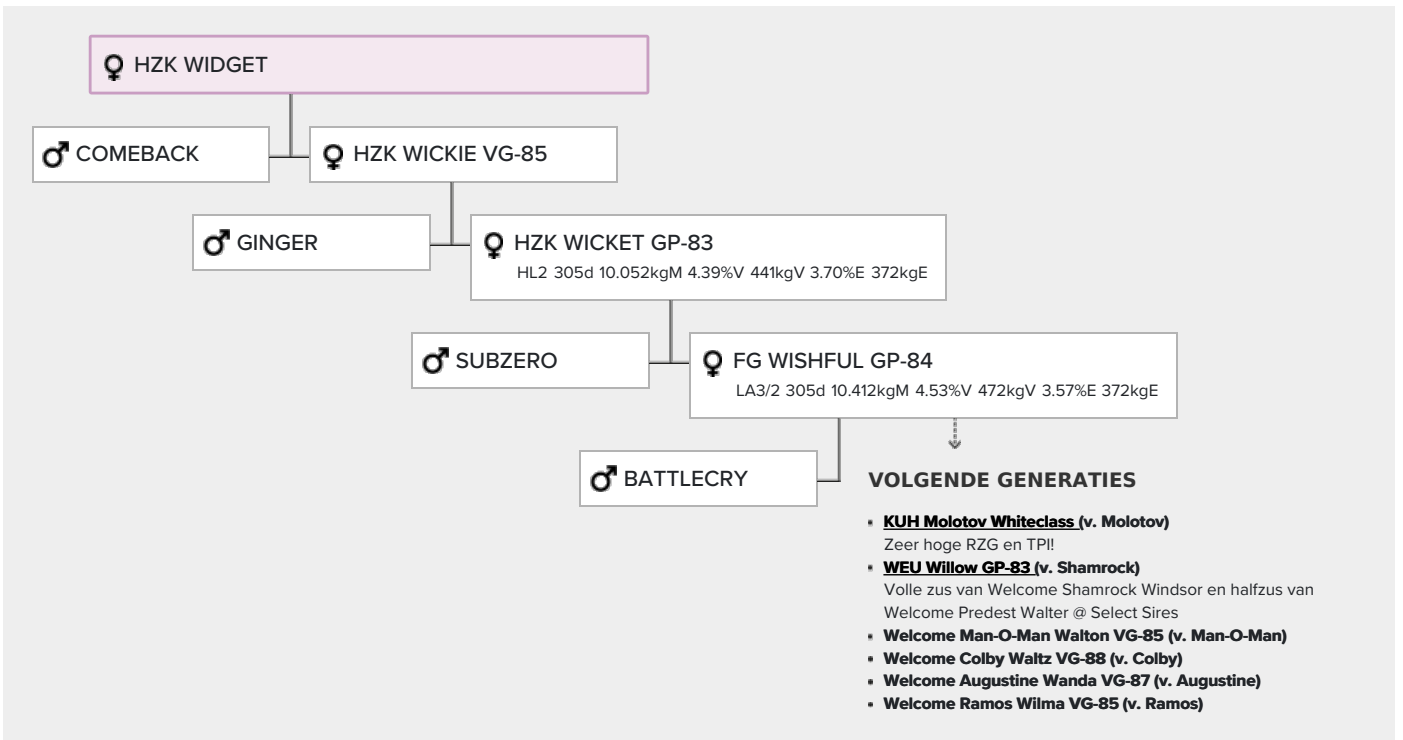 HZK WIDGET
COMEBACK
HZK WICKIE VG-85
GINGER
HZK WICKET GP-83
HL2 305d 10.052kgM 4.39%V 441kgV 3.70%E 372kgE
SUBZERO
FG WISHFUL GP-84
LA3/2 305d 10.412kgM 4.53%V 472kgV 3.57%E 372kgE
BATTLECRY
VOLGENDE GENERATIES
KUH Molotov Whiteclass (v. Molotov)
Zeer hoge RZG en TPI!
WEU Willow GP-83 (v. Shamrock)
Volle zus van Welcome Shamrock Windsor en halfzus van
Welcome Predest Walter @ Select Sires
Welcome Man-O-Man Walton VG-85 (v. Man-O-Man)
Welcome Colby Waltz VG-88 (v. Colby)
Welcome Augustine Wanda VG-87 (v. Augustine)
Welcome Ramos Wilma VG-85 (v. Ramos)